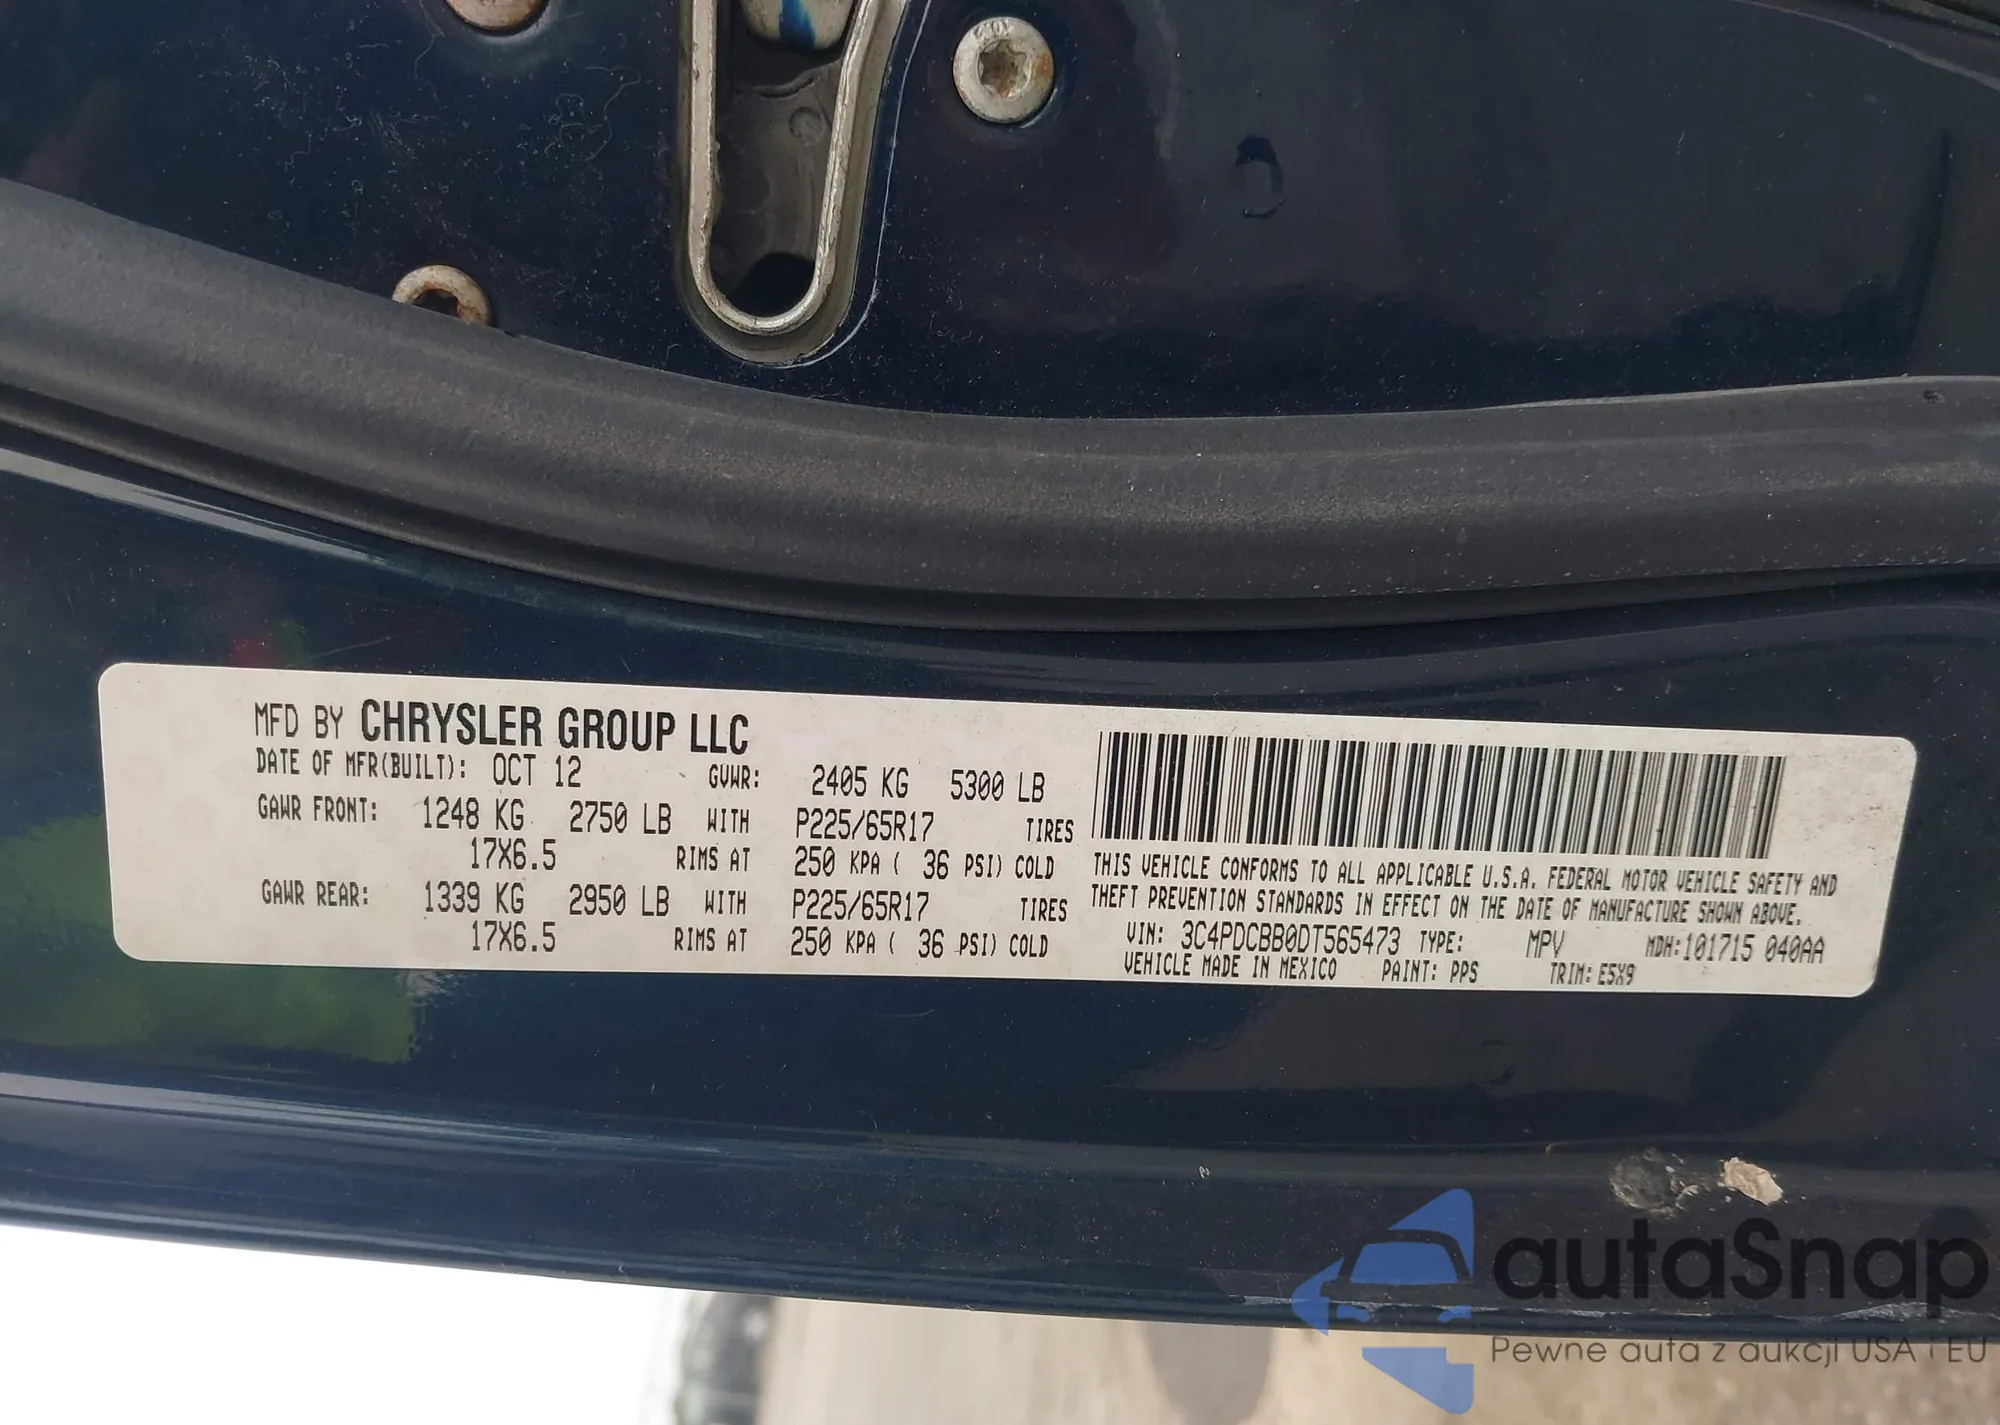 MFD BY CHRYSLER GROUP LLC
DATE OF MFR(BUILT): OCT 12 GVWR: 2405 KG 5300 LB
GAWR FRONT: 1248 KG 2750 LB WITH P225/65R17 TIRES
17X6.5 RIMS AT 250 KPA ( 36 PSI) COLD
GAWR REAR: 1339 KG 2950 LB WITH P225/65R17 TIRES
17X6.5 RIMS AT 250 KPA ( 36 PSI) COLD
THIS VEHICLE CONFORMS TO ALL APPLICABLE U.S.A. FEDERAL MOTOR VEHICLE SAFETY AND
THEFT PREVENTION STANDARDS IN EFFECT ON THE DATE OF MANUFACTURE SHOWN ABOVE.
VIN: 3C4PDCBB0DT565473 TYPE: MPV MDH:101715 040AA
VEHICLE MADE IN MEXICO PAINT: PPS TRIM: E5X9
autaSnap
Pewne auta z aukcji USA i EU